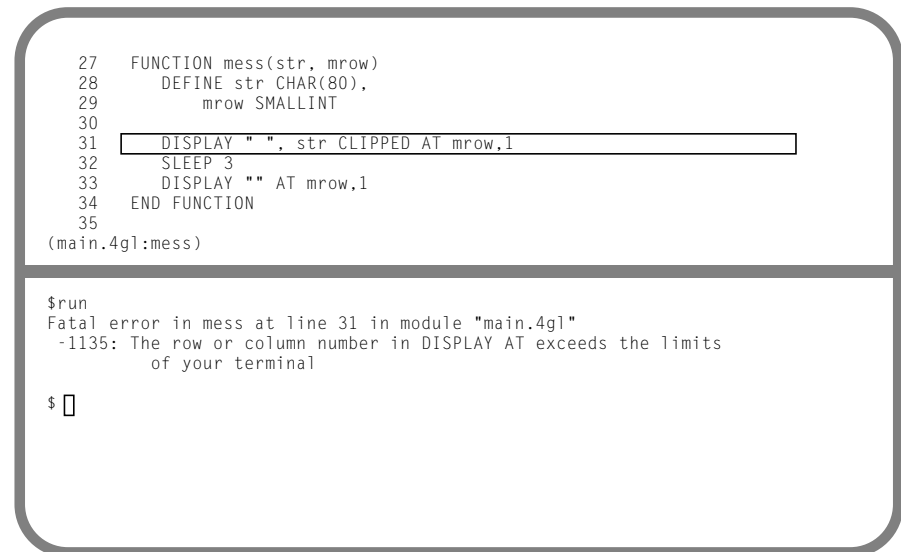 27 FUNCTION mess(str, mrow)
28 DEFINE str CHAR(80),
29 mrow SMALLINT
30
31 DISPLAY " ", str CLIPPED AT mrow,1
32 SLEEP 3
33 DISPLAY "" AT mrow,1
34 END FUNCTION
35
(main.4gl:mess)
$run
Fatal error in mess at line 31 in module "main.4gl"
-1135: The row or column number in DISPLAY AT exceeds the limits
of your terminal
$